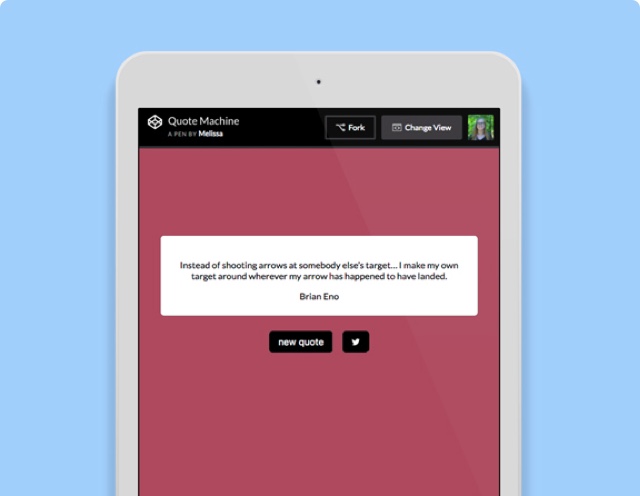 Quote Machine
A PEN BY Melissa
Fork
Change View
Instead of shooting arrows at somebody else's target... I make my own
target around wherever my arrow has happened to have landed.
Brian Eno
new quote